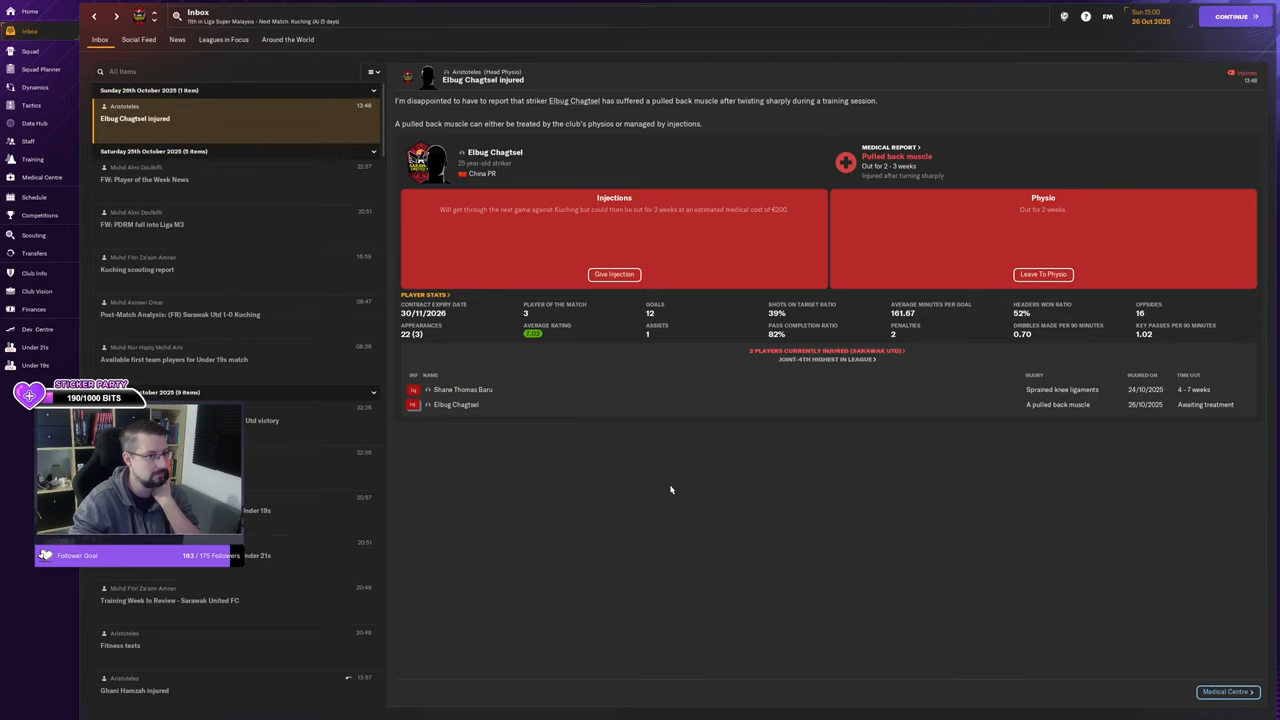 Home
Inbox
Squad
Squad Planner
Dynamics
Tactics
Data Hub
Staff
Training
Medical Centre
Schedule
Competitions
Scouting
Transfers
Club Info
Club Vision
Finances
Dev. Centre
Under 21s
Under 19s
Inbox
11th in Liga Super Malaysia - Next Match: Kuching (A) (5 days)
FM
Sun 15:00
26 Oct 2025
CONTINUE
Inbox
Social Feed
News
Leagues in Focus
Around the World
All Items
Sunday 26th October 2025 (1 item)
Aristoteles 13:48
Elbug Chagtsel injured
Saturday 25th October 2025 (5 items)
Muhd Almi Dzulkifli 22:57
FW: Player of the Week News
Muhd Almi Dzulkifli 22:51
FW: PDRM fall into Liga M3
Muhd Fitri Za'aim Amran 16:59
Kuching scouting report
Muhd Asnawi Omar 08:47
Post-Match Analysis: (FR) Sarawak Utd 1-0 Kuching
Muhd Nor Haziq Mohd Aris 08:36
Available first team players for Under 19s match
October 2025 (9 items)
22:36
Utd victory
22:36
20:57
nder 19s
20:51
nder 21s
Muhd Fitri Za'aim Amran 20:49
Training Week In Review - Sarawak United FC
Aristoteles 20:46
Fitness tests
Aristoteles 13:57
Ghani Hamzah injured
STICKER PARTY
190/1000 BITS
Follower Goal 163 / 175 Followers
Aristoteles (Head Physio)
Elbug Chagtsel injured
Injuries
13:48
I'm disappointed to have to report that striker Elbug Chagtsel has suffered a pulled back muscle after twisting sharply during a training session.
A pulled back muscle can either be treated by the club's physios or managed by injections.
Elbug Chagtsel
25 year-old striker
China PR
MEDICAL REPORT
Pulled back muscle
Out for 2 - 3 weeks
Injured after turning sharply
Injections
Will get through the next game against Kuching but could then be out for 3 weeks at an estimated medical cost of €200.
Give Injection
Physio
Out for 2 weeks.
Leave To Physio
PLAYER STATS
CONTRACT EXPIRY DATE
30/11/2026
PLAYER OF THE MATCH
3
GOALS
12
SHOTS ON TARGET RATIO
39%
AVERAGE MINUTES PER GOAL
161.67
HEADERS WON RATIO
52%
OFFSIDES
16
APPEARANCES
22 (3)
AVERAGE RATING
7.02
ASSISTS
1
PASS COMPLETION RATIO
82%
PENALTIES
2
DRIBBLES MADE PER 90 MINUTES
0.70
KEY PASSES PER 90 MINUTES
1.02
2 PLAYERS CURRENTLY INJURED (SARAWAK UTD)
JOINT-4TH HIGHEST IN LEAGUE
INF NAME INJURY INJURED ON TIME OUT
Inj Shane Thomas Baru Sprained knee ligaments 24/10/2025 4 - 7 weeks
Inj Elbug Chagtsel A pulled back muscle 26/10/2025 Awaiting treatment
Medical Centre